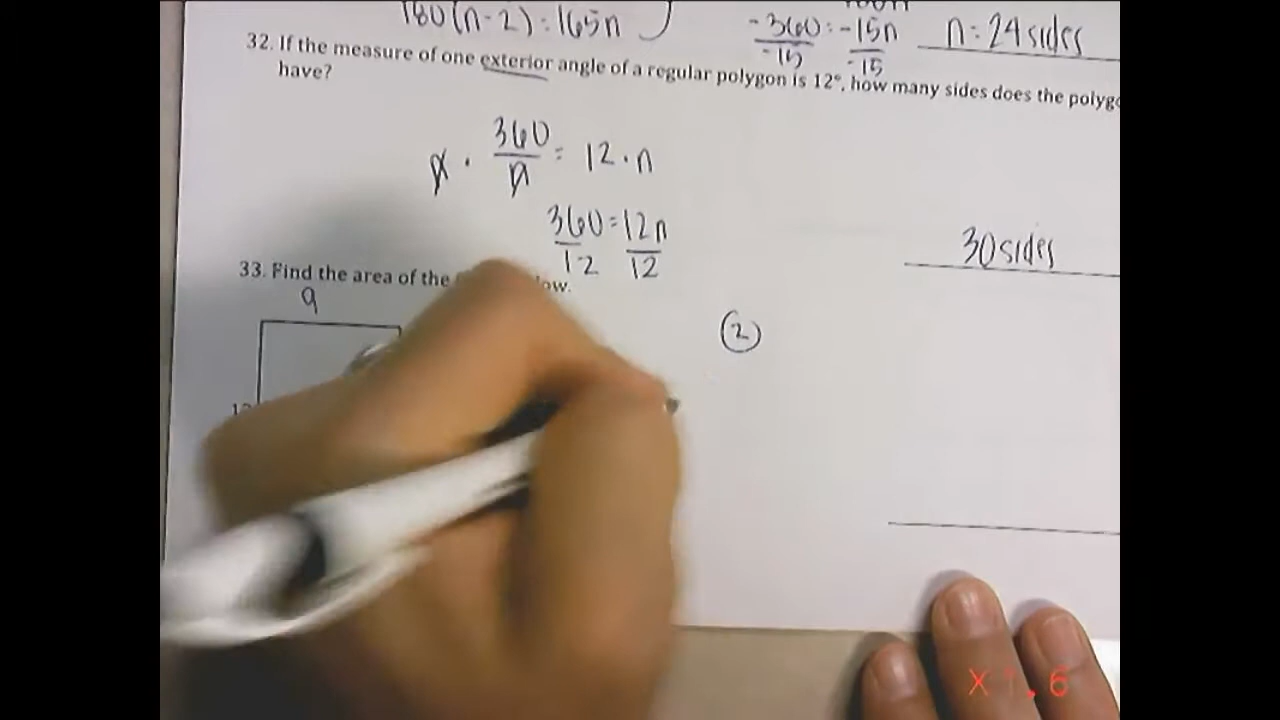 180(n-2)=165n
-360=-15n
-15 -15
n=24 sides
32. If the measure of one exterior angle of a regular polygon is 12°, how many sides does the
have?
n · 360/n = 12 · n
360=12n
12 12
30 sides
33. Find the area of the
9
②
X1.6